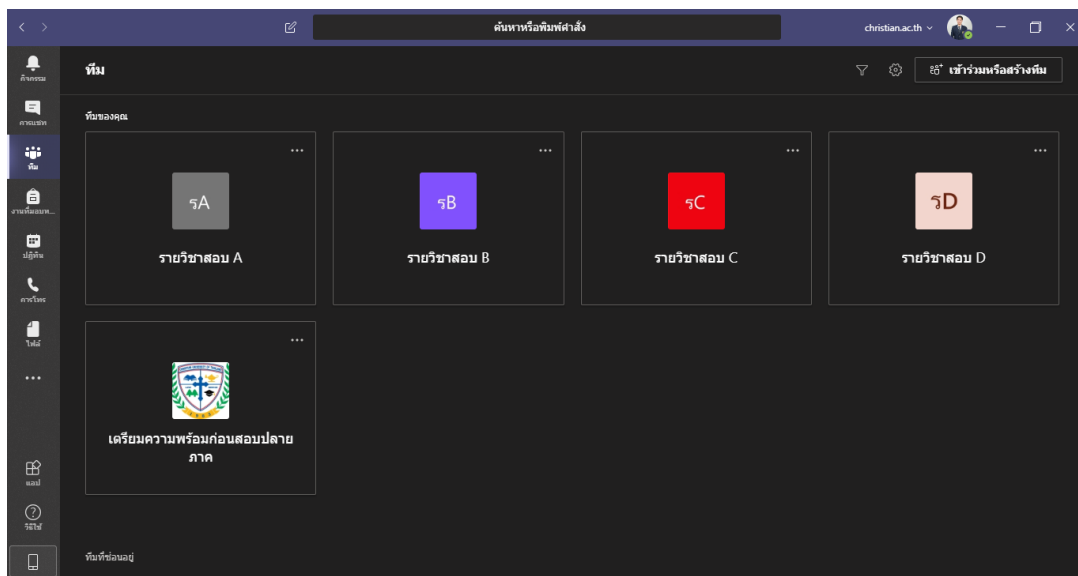 ค้นหาหรือพิมพ์คำสั่ง
christian.ac.th
กิจกรรม
การแชท
ทีม
งานที่มอบห...
ปฏิทิน
การโทร
ไฟล์
แอป
วิธีใช้
ทีม
เข้าร่วมหรือสร้างทีม
ทีมของคุณ
รA
รายวิชาสอบ A
รB
รายวิชาสอบ B
รC
รายวิชาสอบ C
รD
รายวิชาสอบ D
เตรียมความพร้อมก่อนสอบปลาย
ภาค
ทีมที่ซ่อนอยู่